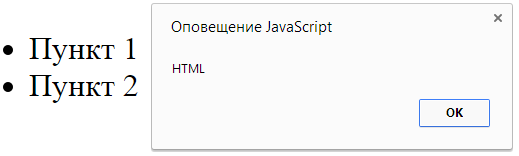 Пункт 1
Пункт 2
Оповещение JavaScript
HTML
OK